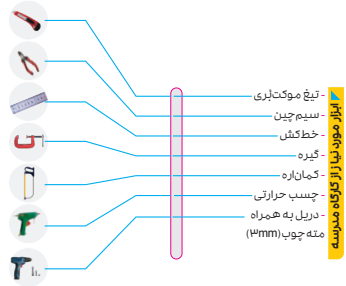 ابزار مورد نیاز از کارگاه مدرسه
- تیغ موکت‌بُری
- سیم‌چین
- خط‌کش
- گیره
- کمان‌اره
- چسب حرارتی
- دریل به همراه
مته چوب (۳mm)